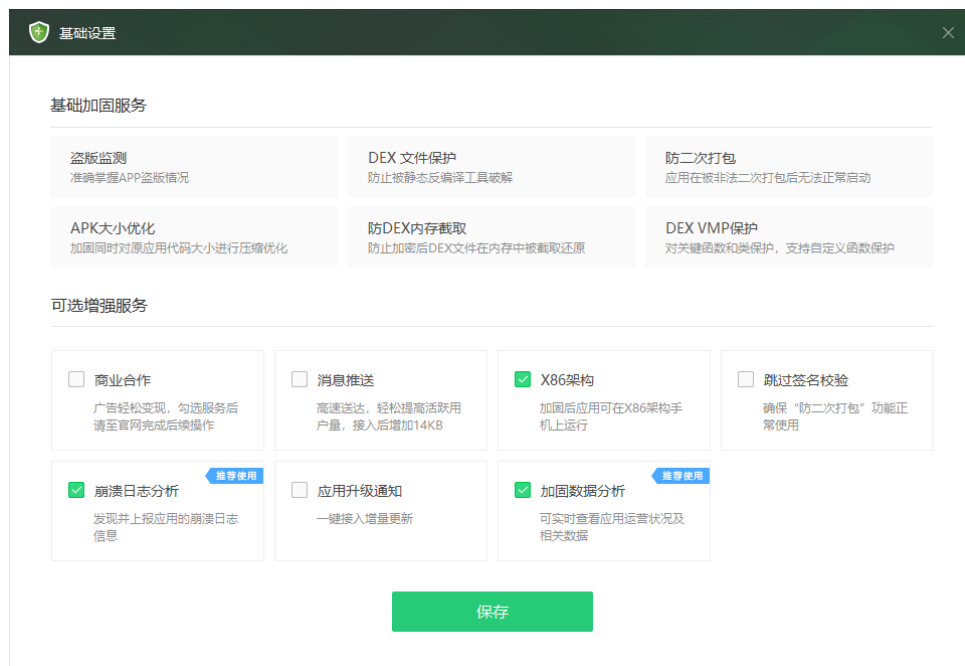 基础设置
基础加固服务
盗版监测
准确掌握APP盗版情况
DEX 文件保护
防止被静态反编译工具破解
防二次打包
应用在被非法二次打包后无法正常启动
APK大小优化
加固同时对原应用代码大小进行压缩优化
防DEX内存截取
防止加密后DEX文件在内存中被截取还原
DEX VMP保护
对关键函数和类保护，支持自定义函数保护
可选增强服务
商业合作
广告轻松变现，勾选服务后
请至官网完成后续操作
消息推送
高速送达，轻松提高活跃用
户量，接入后增加14KB
X86架构
加固后应用可在X86架构手
机上运行
跳过签名校验
确保“防二次打包”功能正
常使用
推荐使用
崩溃日志分析
发现并上报应用的崩溃日志
信息
应用升级通知
一键接入增量更新
推荐使用
加固数据分析
可实时查看应用运营状况及
相关数据
保存